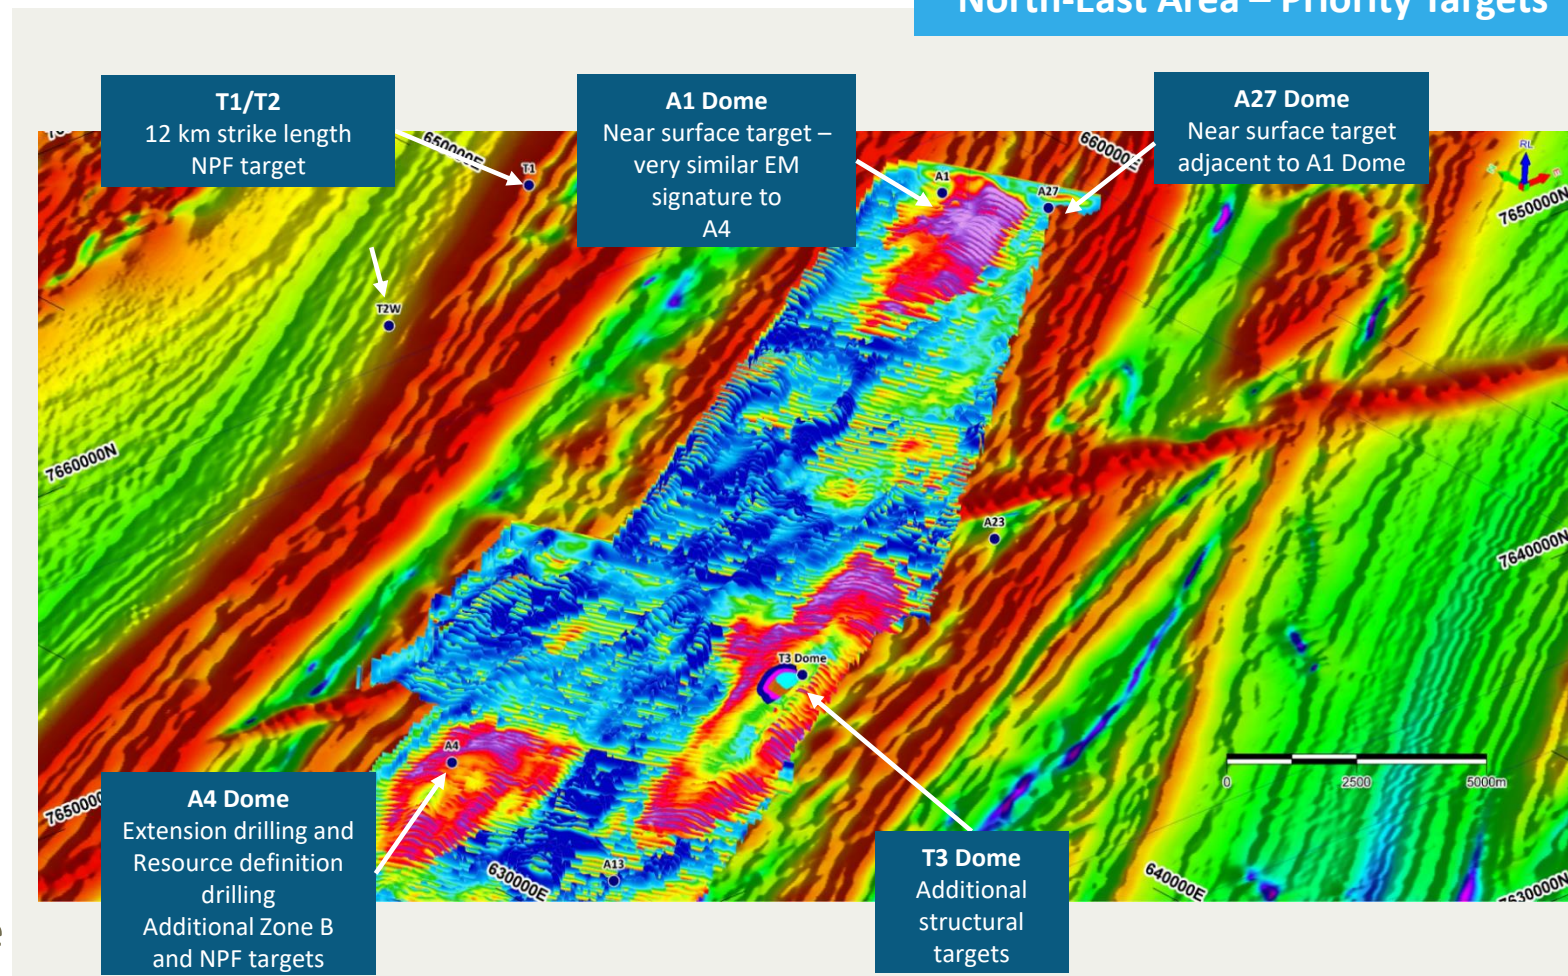 North-East Area – Priority Targets
T1/T2
12 km strike length
NPF target
A1 Dome
Near surface target –
very similar EM
signature to
A4
A27 Dome
Near surface target
adjacent to A1 Dome
650000E
T1
A1
A27
660000E
RL
7650000N
T2W
7660000N
A23
7640000N
T3 Dome
A4
0
2500
5000m
A4 Dome
Extension drilling and
Resource definition
drilling
Additional Zone B
and NPF targets
630000E
A13
T3 Dome
Additional
structural
targets
640000E